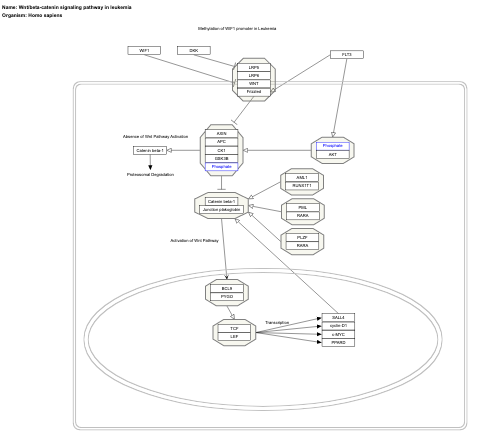 Name: Wnt/beta-catenin signaling pathway in leukemia
Organism: Homo sapiens
Methylation of WIF1 promoter in Leukemia
WIF1
DKK
FLT3
LRP5
LRP6
WNT
Frizzled
AXIN
APC
CK1
GSK3B
Phosphate
Absence of Wnt Pathway Activation
Catenin beta-1
Proteasomal Degradation
Phosphate
AKT
AML1
RUNX1T1
Catenin beta-1
Junction plakoglobin
PML
RARA
PLZF
RARA
Activation of Wnt Pathway
BCL9
PYGO
TCF
LEF
Transcription
SALL4
cyclin-D1
c-MYC
PPARD